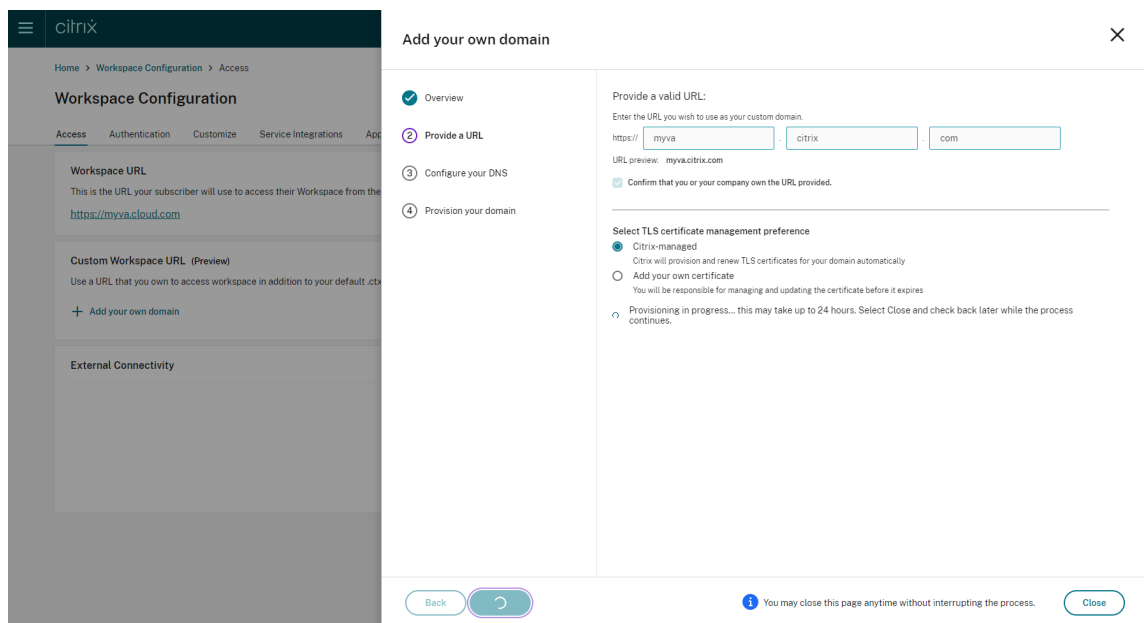 citrix
Home > Workspace Configuration > Access
Workspace Configuration
Access Authentication Customize Service Integrations App
Workspace URL
This is the URL your subscriber will use to access their Workspace from the
https://myva.cloud.com
Custom Workspace URL (Preview)
Use a URL that you own to access workspace in addition to your default .ctx
+ Add your own domain
External Connectivity
Add your own domain
Overview
2 Provide a URL
3 Configure your DNS
4 Provision your domain
Provide a valid URL:
Enter the URL you wish to use as your custom domain.
https:// myva . citrix . com
URL preview: myva.citrix.com
Confirm that you or your company own the URL provided.
Select TLS certificate management preference
Citrix-managed
Citrix will provision and renew TLS certificates for your domain automatically
Add your own certificate
You will be responsible for managing and updating the certificate before it expires
Provisioning in progress... this may take up to 24 hours. Select Close and check back later while the process
continues.
Back
You may close this page anytime without interrupting the process.
Close